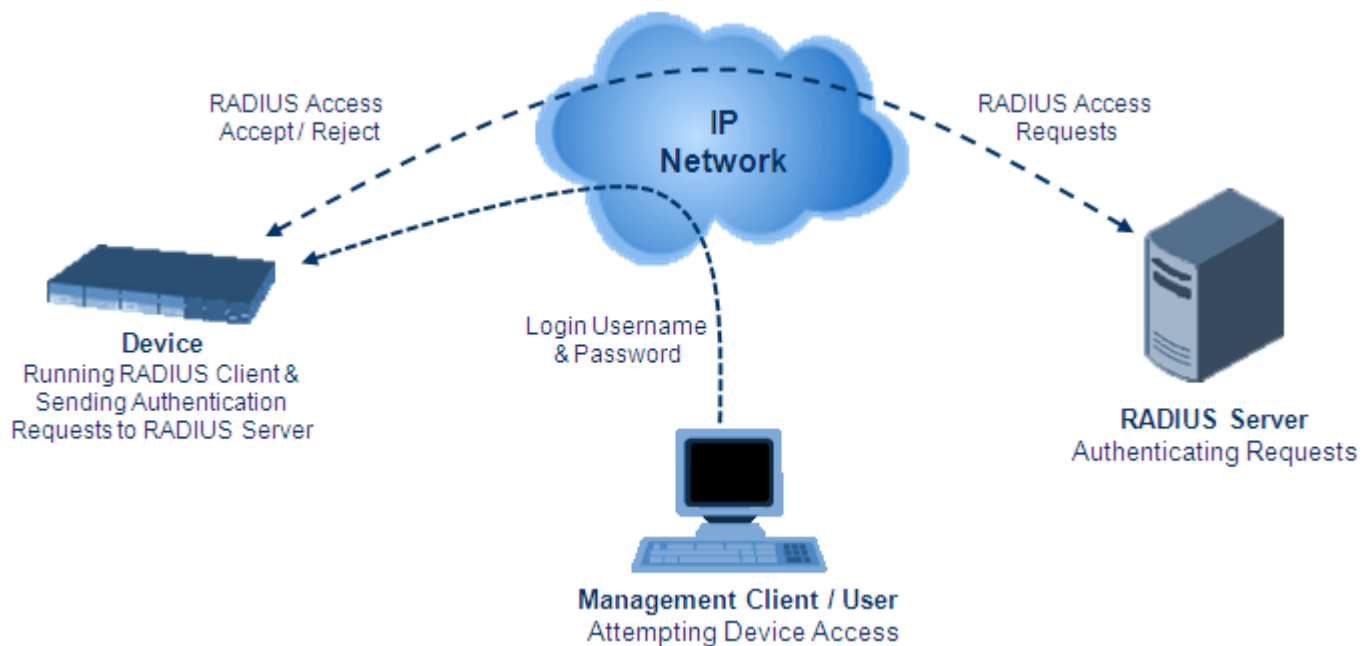 RADIUS Access
Accept / Reject
RADIUS Access
Requests
IP
Network
Login Username
& Password
Device
Running RADIUS Client &
Sending Authentication
Requests to RADIUS Server
RADIUS Server
Authenticating Requests
Management Client / User
Attempting Device Access